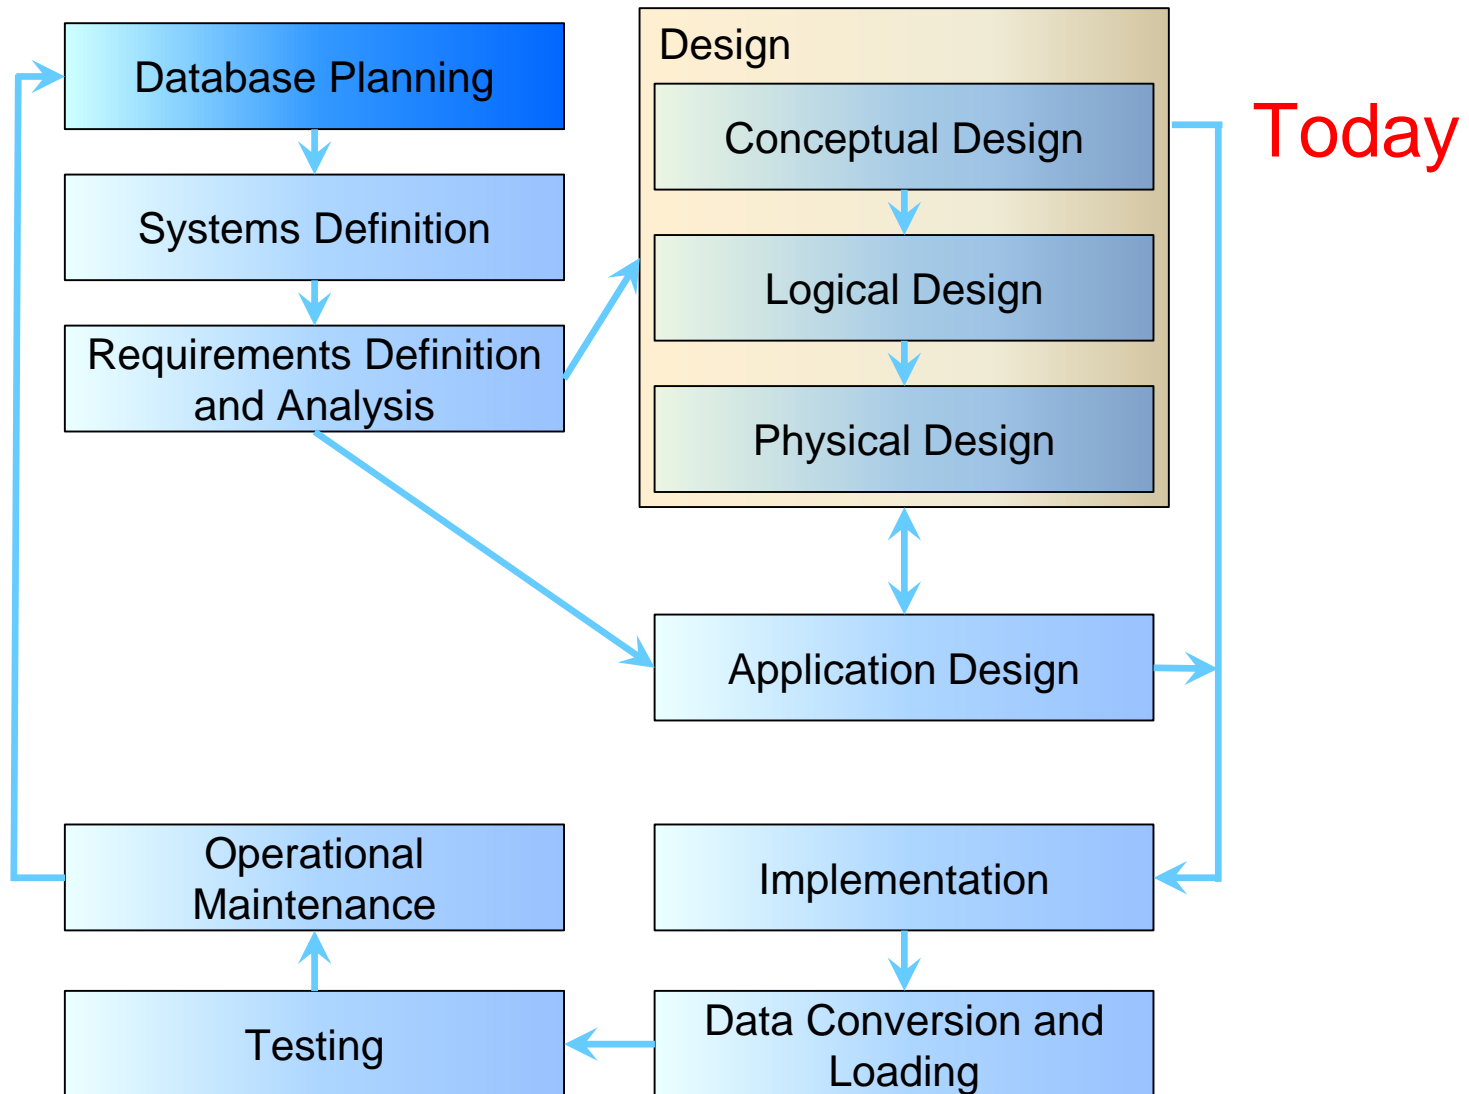 Database Planning
Systems Definition
Requirements Definition
and Analysis
Design
Conceptual Design
Logical Design
Physical Design
Today
Application Design
Operational
Maintenance
Implementation
Testing
Data Conversion and
Loading